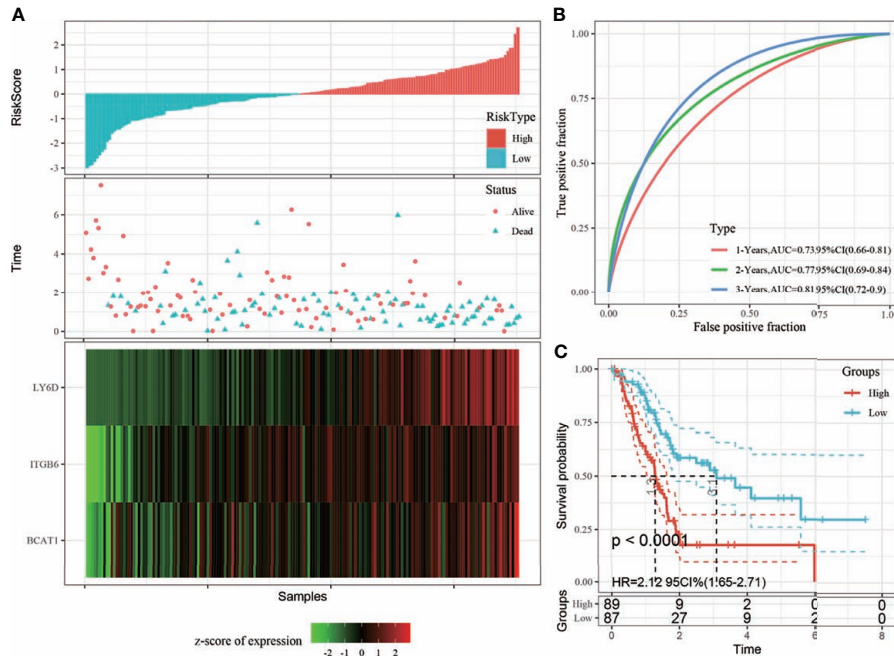 A
RiskScore
2
1
0
-1
-2
-3
RiskType
High
Low
Time
6
4
2
0
Status
Alive
Dead
LY6D
ITGB6
BCAT1
Samples
z-score of expression
-2 -1 0 1 2
B
True positive fraction
1.00
0.75
0.50
0.25
0.00
Type
1-Years,AUC=0.73,95%CI(0.66-0.81)
2-Years,AUC=0.77,95%CI(0.69-0.84)
3-Years,AUC=0.81,95%CI(0.72-0.9)
0.00 0.25 0.50 0.75 1.0
False positive fraction
C
Groups
High
Low
Survival probability
1.00
0.75
0.50
0.25
0.00
1.3
p < 0.0001
HR=2.12 95CI%(1.65-2.71)
Groups
High 89 9 2 0 0
Low 87 27 9 2 0
0 2 4 6 8
Time